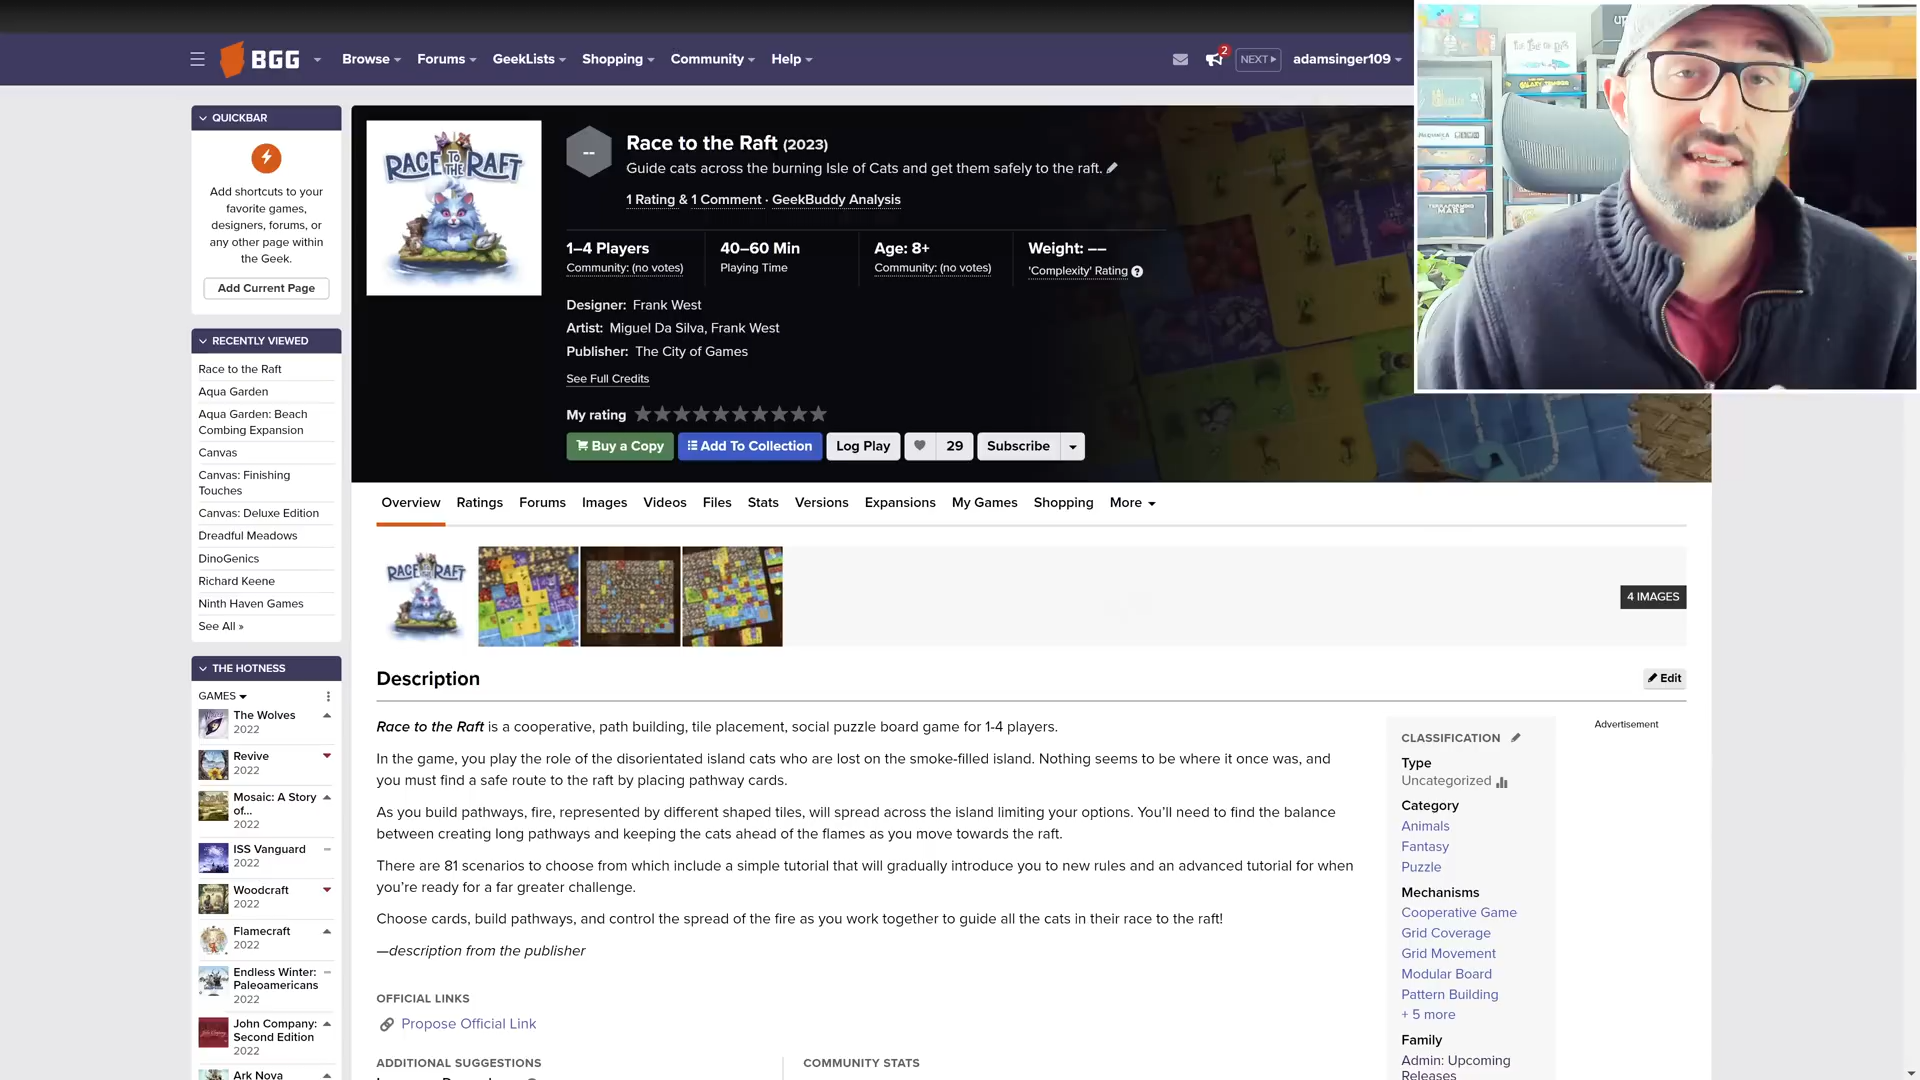 BGG
Browse
Forums
GeekLists
Shopping
Community
Help
2
NEXT
adamsinger109
QUICKBAR
Add shortcuts to your
favorite games,
designers, forums, or
any other page within
the Geek.
Add Current Page
RECENTLY VIEWED
Race to the Raft
Aqua Garden
Aqua Garden: Beach
Combing Expansion
Canvas
Canvas: Finishing
Touches
Canvas: Deluxe Edition
Dreadful Meadows
DinoGenics
Richard Keene
Ninth Haven Games
See All »
THE HOTNESS
GAMES
The Wolves
2022
Revive
2022
Mosaic: A Story
of...
2022
ISS Vanguard
2022
Woodcraft
2022
Flamecraft
2022
Endless Winter:
Paleoamericans
2022
John Company:
Second Edition
2022
Ark Nova
RACE TO THE RAFT
--
Race to the Raft (2023)
Guide cats across the burning Isle of Cats and get them safely to the raft.
1 Rating & 1 Comment · GeekBuddy Analysis
1–4 Players
Community: (no votes)
40–60 Min
Playing Time
Age: 8+
Community: (no votes)
Weight: ––
'Complexity' Rating
Designer: Frank West
Artist: Miguel Da Silva, Frank West
Publisher: The City of Games
See Full Credits
My rating
Buy a Copy
Add To Collection
Log Play
29
Subscribe
Overview
Ratings
Forums
Images
Videos
Files
Stats
Versions
Expansions
My Games
Shopping
More
RACE TO THE RAFT
4 IMAGES
Description
Edit
Race to the Raft is a cooperative, path building, tile placement, social puzzle board game for 1-4 players.
In the game, you play the role of the disorientated island cats who are lost on the smoke-filled island. Nothing seems to be where it once was, and
you must find a safe route to the raft by placing pathway cards.
As you build pathways, fire, represented by different shaped tiles, will spread across the island limiting your options. You'll need to find the balance
between creating long pathways and keeping the cats ahead of the flames as you move towards the raft.
There are 81 scenarios to choose from which include a simple tutorial that will gradually introduce you to new rules and an advanced tutorial for when
you're ready for a far greater challenge.
Choose cards, build pathways, and control the spread of the fire as you work together to guide all the cats in their race to the raft!
—description from the publisher
OFFICIAL LINKS
Propose Official Link
ADDITIONAL SUGGESTIONS
COMMUNITY STATS
CLASSIFICATION
Type
Uncategorized
Category
Animals
Fantasy
Puzzle
Mechanisms
Cooperative Game
Grid Coverage
Grid Movement
Modular Board
Pattern Building
+ 5 more
Family
Admin: Upcoming
Releases
Advertisement
TERRAFORMING
MARS